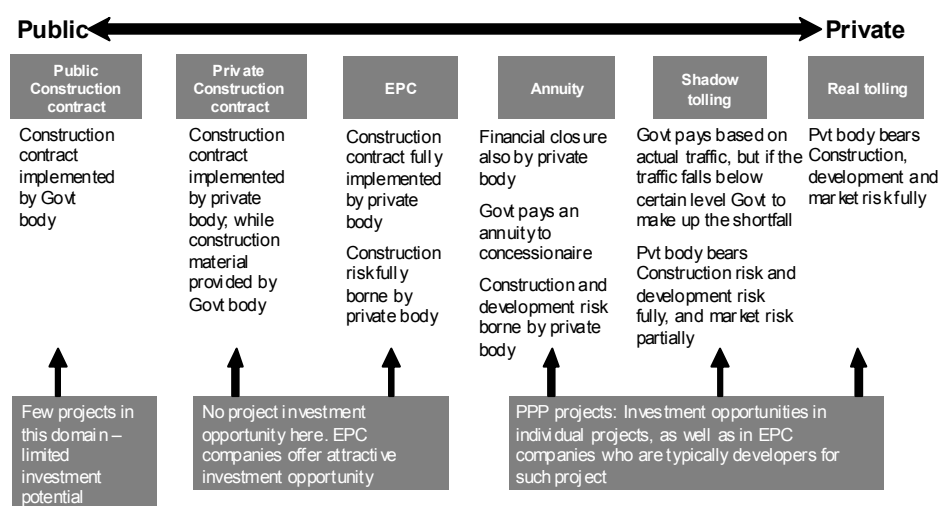 Public
Private
Public
Construction
contract
Private
Construction
contract
EPC
Annuity
Shadow
tolling
Real tolling
Construction
contract
implemented
by Govt
body
Construction
contract
implemented
by private
body; while
construction
material
provided by
Govt body
Construction
contract fully
implemented
by private
body
Construction
risk fully
borne by
private body
Financial closure
also by private
body
Govt pays an
annuity to
concessionaire
Construction and
development risk
borne by private
body
Govt pays based on
actual traffic, but if the
traffic falls below
certain level Govt to
make up the shortfall
Pvt body bears
Construction risk and
development risk
fully, and market risk
partially
Pvt body bears
Construction,
development and
market risk fully
Few projects in
this domain –
limited
investment
potential
No project investment
opportunity here. EPC
companies offer attractive
investment opportunity
PPP projects: Investment opportunities in
individual projects, as well as in EPC
companies who are typically developers for
such project